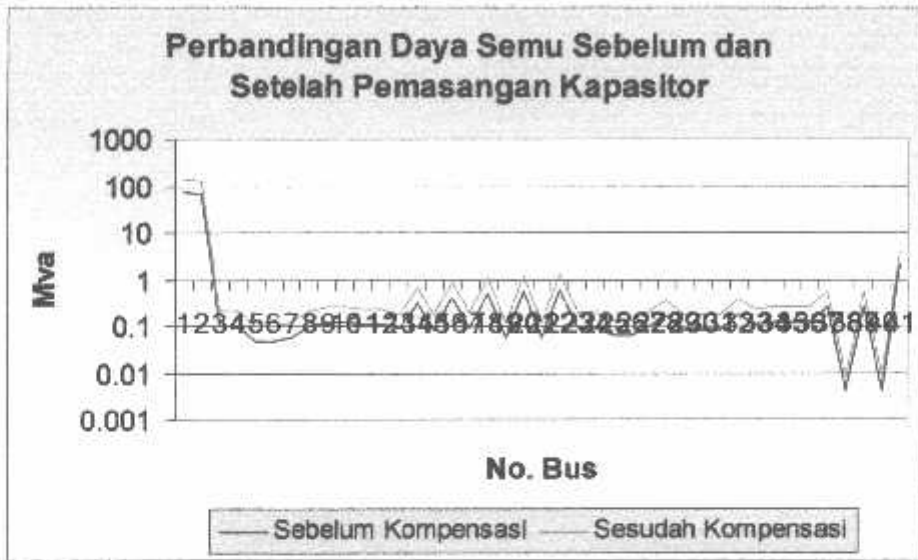 Perbandingan Daya Semu Sebelum dan
Setelah Pemasangan Kapasitor
1000
100
10
1
0.1
0.01
0.001
Mva
No. Bus
Sebelum Kompensasi
Sesudah Kompensasi